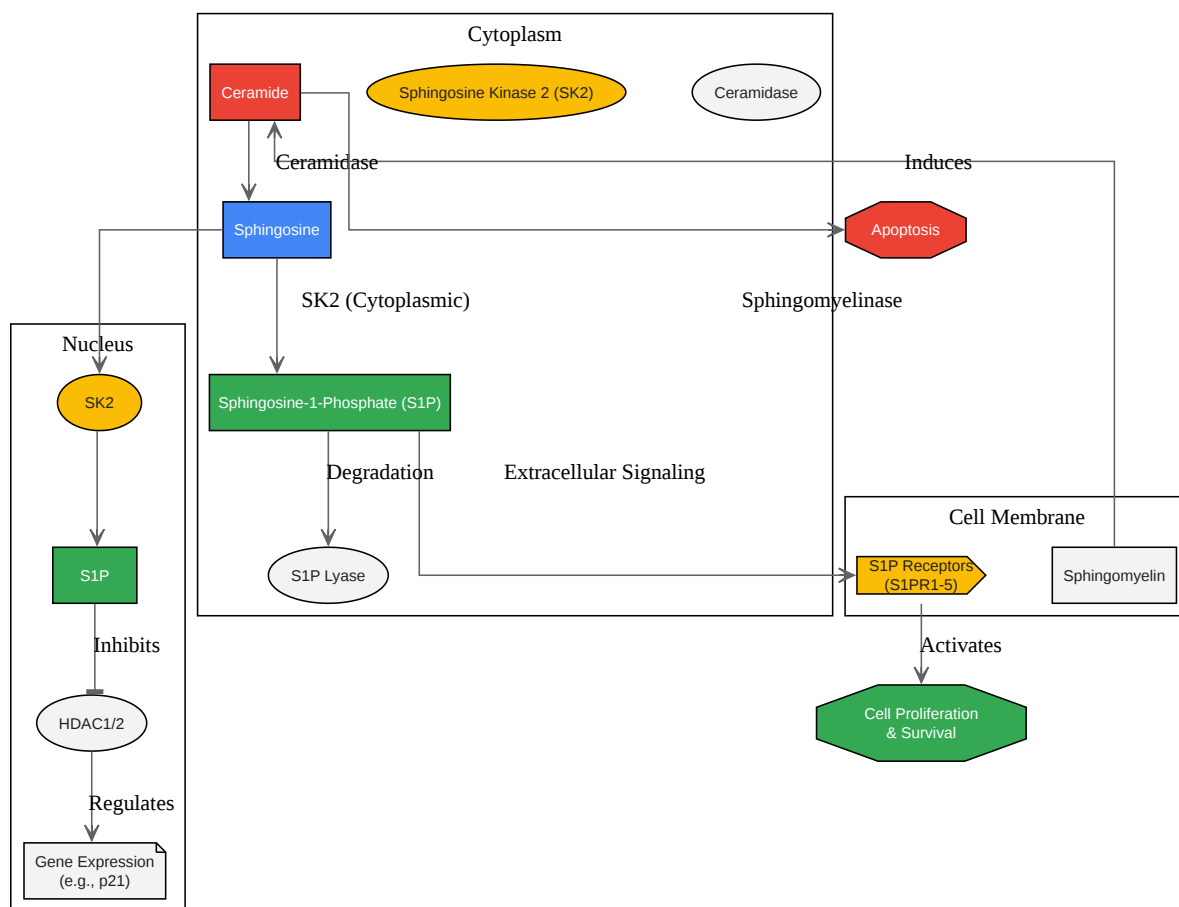 Cytoplasm
Ceramide
Sphingosine Kinase 2 (SK2)
Ceramidase
Ceramidase
Induces
Sphingosine
Apoptosis
SK2 (Cytoplasmic)
Sphingomyelinase
Nucleus
SK2
Sphingosine-1-Phosphate (S1P)
Degradation
Extracellular Signaling
Cell Membrane
S1P
S1P Lyase
S1P Receptors
(S1PR1-5)
Sphingomyelin
Inhibits
Activates
HDAC1/2
Cell Proliferation
& Survival
Regulates
Gene Expression
(e.g., p21)